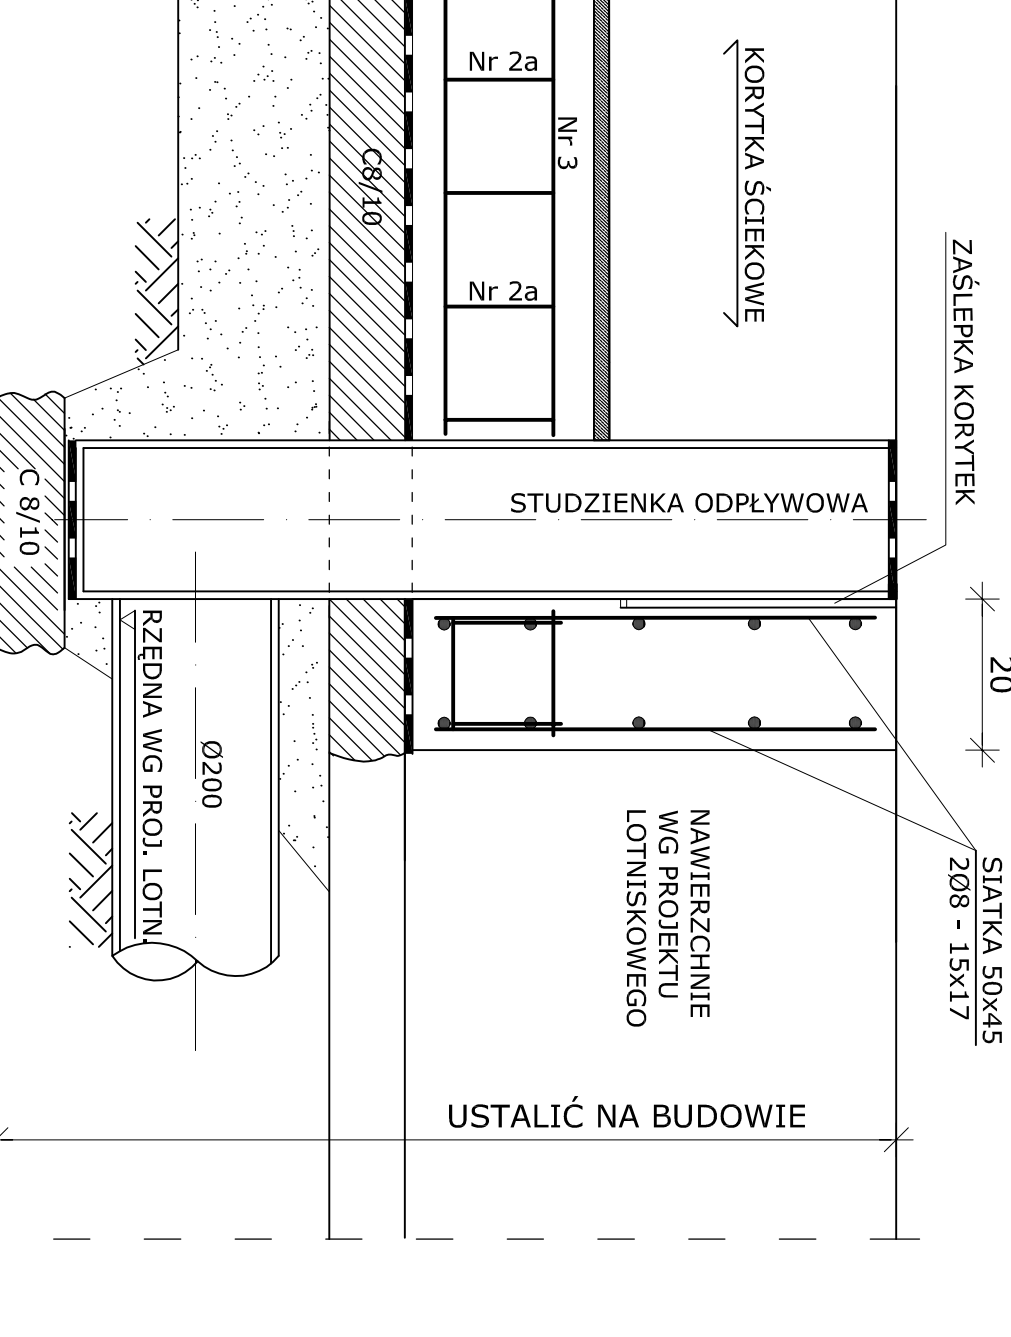 Nr 2a
Nr 3
KORYTKA ŚCIEKOWE
C8/10
Nr 2a
ZAŚLEPKA KORYTEK
C 8/10
STUDZIENKA ODPŁYWOWA
20
RZĘDNA WG PROJ. LOTN.
Ø200
NAWIERZCHNIE
WG PROJEKTU
LOTNISKOWEGO
SIATKA 50x45
2Ø8 - 15x17
USTALIĆ NA BUDOWIE